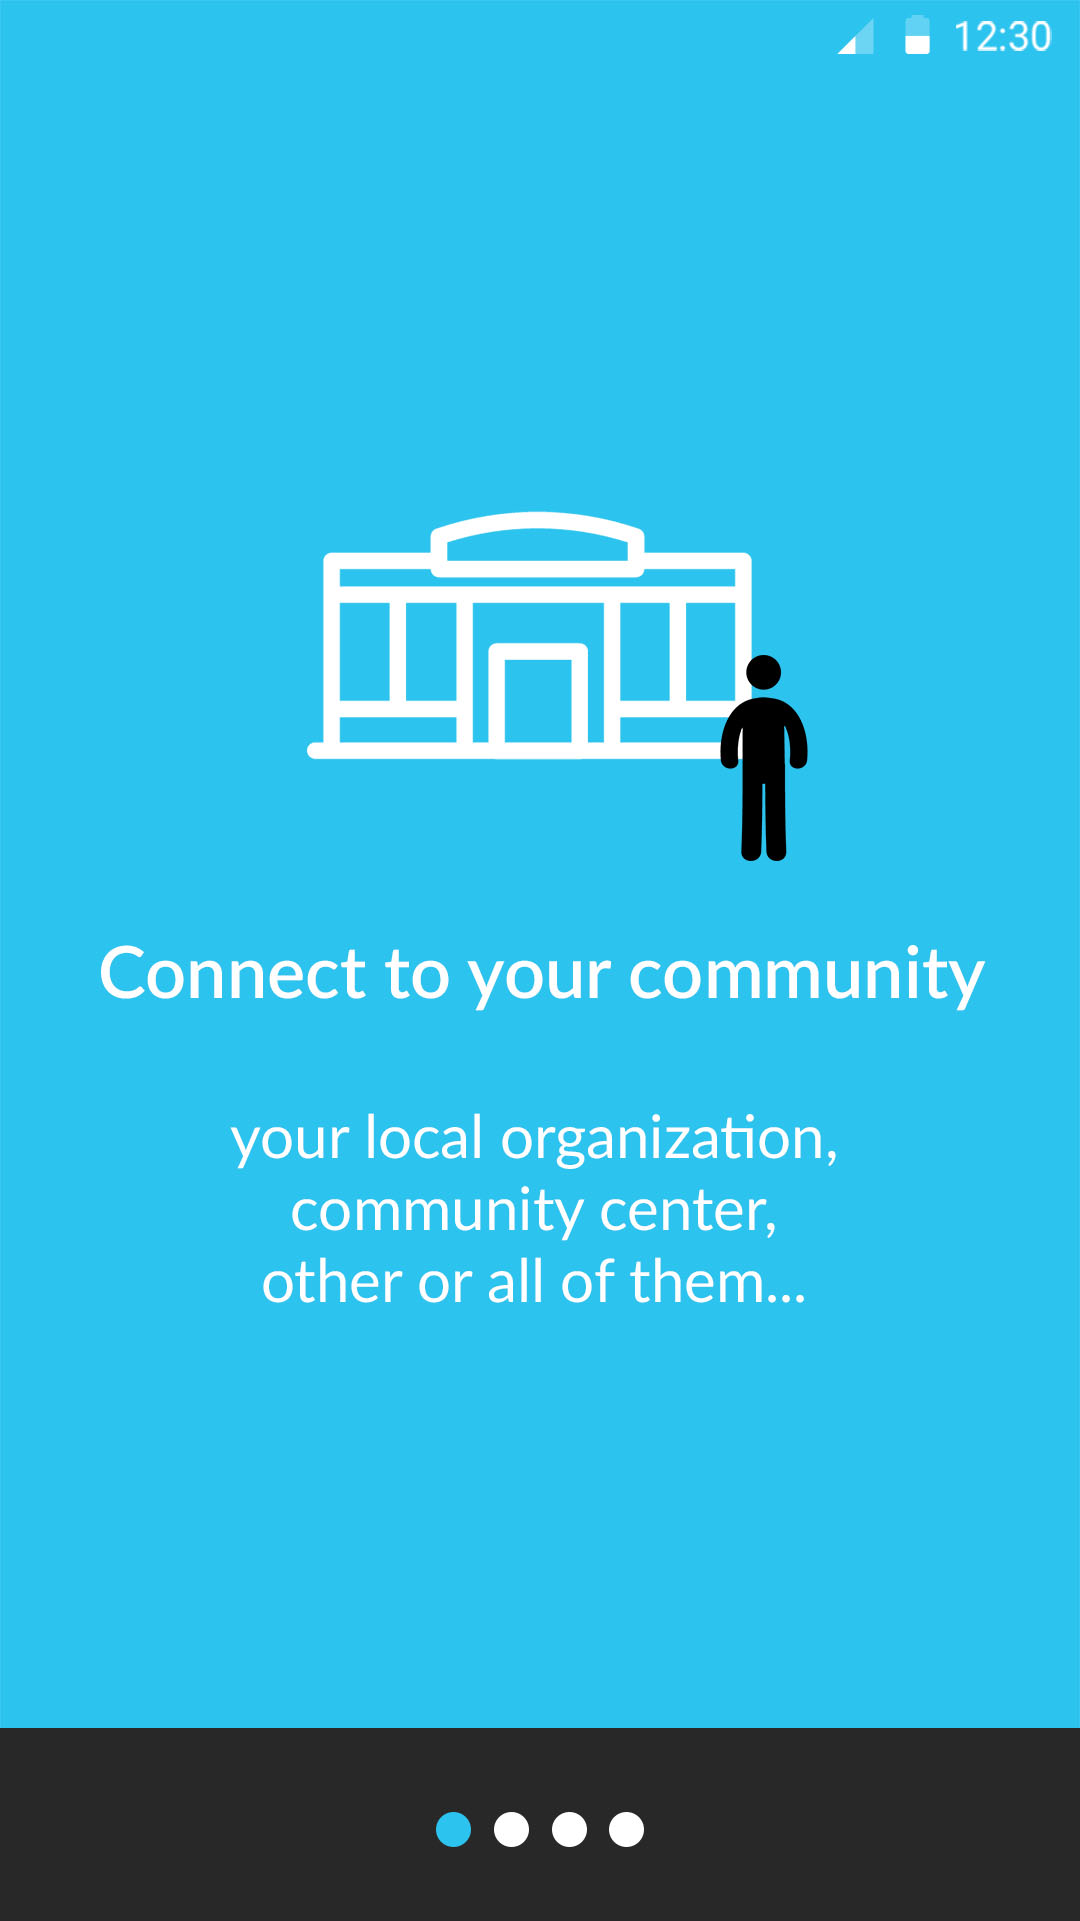 12:30
Connect to your community
your local organization,
community center,
other or all of them...